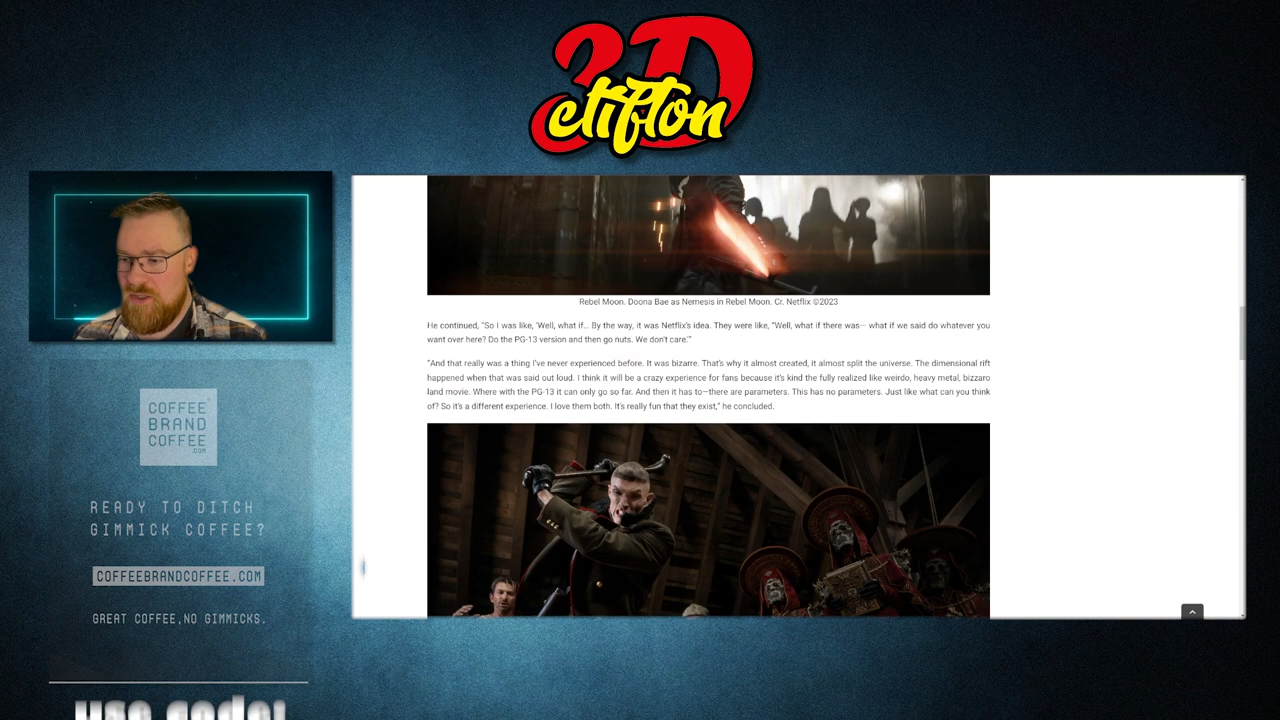 3D
clifton
Rebel Moon. Doona Bae as Nemesis in Rebel Moon. Cr. Netflix ©2023
He continued, “So I was like, ‘Well, what if… By the way, it was Netflix’s idea. They were like, “Well, what if there was— what if we said do whatever you
want over here? Do the PG-13 version and then go nuts. We don’t care.’”
“And that really was a thing I’ve never experienced before. It was bizarre. That’s why it almost created, it almost split the universe. The dimensional rift
happened when that was said out loud. I think it will be a crazy experience for fans because it’s kind the fully realized like weirdo, heavy metal, bizzaro
land movie. Where with the PG-13 it can only go so far. And then it has to—there are parameters. This has no parameters. Just like what can you think
of? So it’s a different experience. I love them both. It’s really fun that they exist,” he concluded.
COFFEE
BRAND
COFFEE
.COM
READY TO DITCH
GIMMICK COFFEE?
COFFEEBRANDCOFFEE.COM
GREAT COFFEE,NO GIMMICKS.
use code: